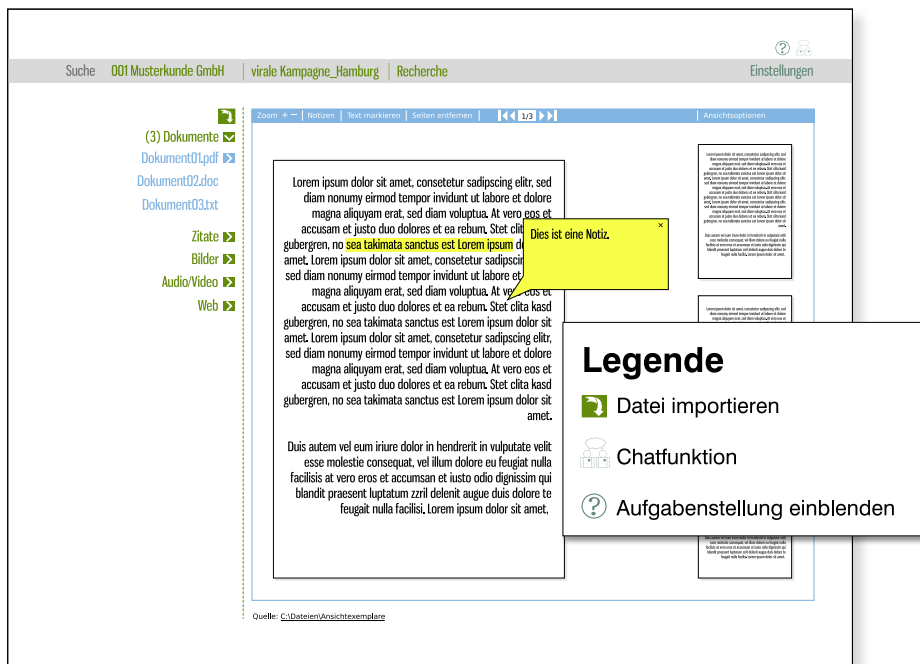 Suche 001 Musterkunde GmbH virale Kampagne_Hamburg Recherche Einstellungen
(3) Dokumente
Dokument01.pdf
Dokument02.doc
Dokument03.txt
Zitate
Bilder
Audio/Video
Web
Zoom + − Notizen Text markieren Seiten entfernen 1/3 Ansichtsoptionen
Lorem ipsum dolor sit amet, consetetur sadipscing elitr, sed
diam nonumy eirmod tempor invidunt ut labore et dolore
magna aliquyam erat, sed diam voluptua. At vero eos et
accusam et justo duo dolores et ea rebum. Stet
gubergren, no sea takimata sanctus est Lorem ipsum
amet. Lorem ipsum dolor sit amet, consetetur
sed diam nonumy eirmod tempor invidunt ut labore et
magna aliquyam erat, sed diam voluptua. At eos et
accusam et justo duo dolores et ea rebum. Stet clita kasd
gubergren, no sea takimata sanctus est Lorem ipsum dolor sit
amet. Lorem ipsum dolor sit amet, consetetur sadipscing elitr,
sed diam nonumy eirmod tempor invidunt ut labore et dolore
magna aliquyam erat, sed diam voluptua. At vero eos et
accusam et justo duo dolores et ea rebum. Stet clita kasd
gubergren, no sea takimata sanctus est Lorem ipsum dolor sit
amet.
Duis autem vel eum iriure dolor in hendrerit in vulputate velit
esse molestie consequat, vel illum dolore eu feugiat nulla
facilisis at vero eros et accumsan et iusto odio dignissim qui
blandit praesent luptatum zzril delenit augue duis dolore te
feugait nulla facilisi. Lorem ipsum dolor sit amet,
Dies ist eine Notiz.
Legende
Datei importieren
Chatfunktion
Aufgabenstellung einblenden
Quelle: C:\Dateien\Ansichtexemplare